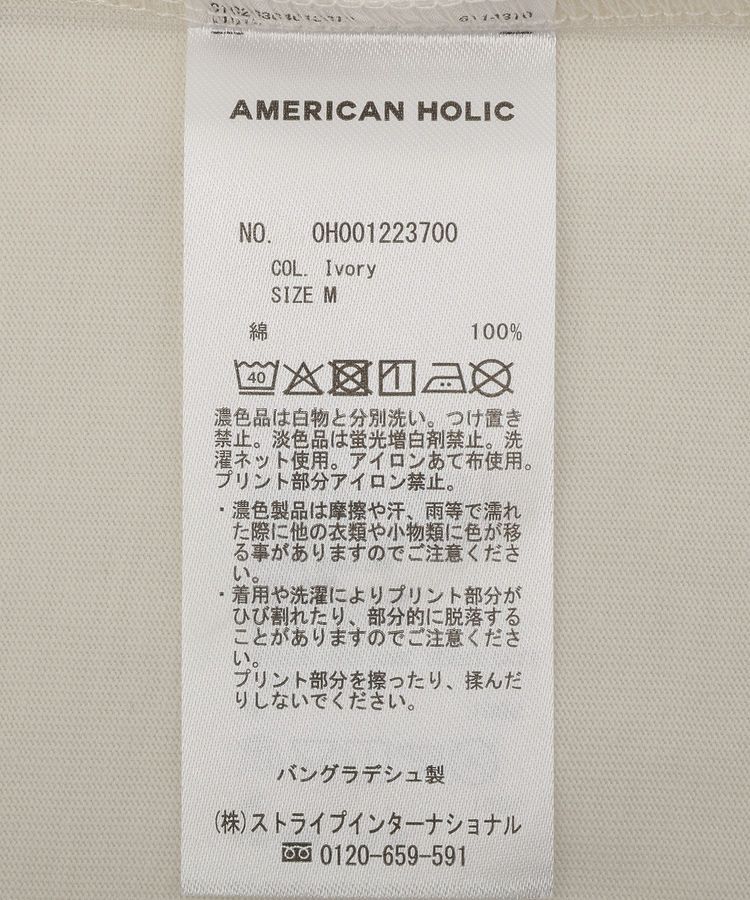 AMERICAN HOLIC
NO. 0H001223700
COL. Ivory
SIZE M
綿 100%
40
濃色品は白物と分別洗い。つけ置き
禁止。淡色品は蛍光増白剤禁止。洗
濯ネット使用。アイロンあて布使用。
プリント部分アイロン禁止。
・濃色製品は摩擦や汗、雨等で濡れ
た際に他の衣類や小物類に色が移
る事がありますのでご注意くださ
い。
・着用や洗濯によりプリント部分が
ひび割れたり、部分的に脱落する
ことがありますのでご注意くださ
い。
プリント部分を擦ったり、揉んだ
りしないでください。
バングラデシュ製
(株)ストライプインターナショナル
0120-659-591